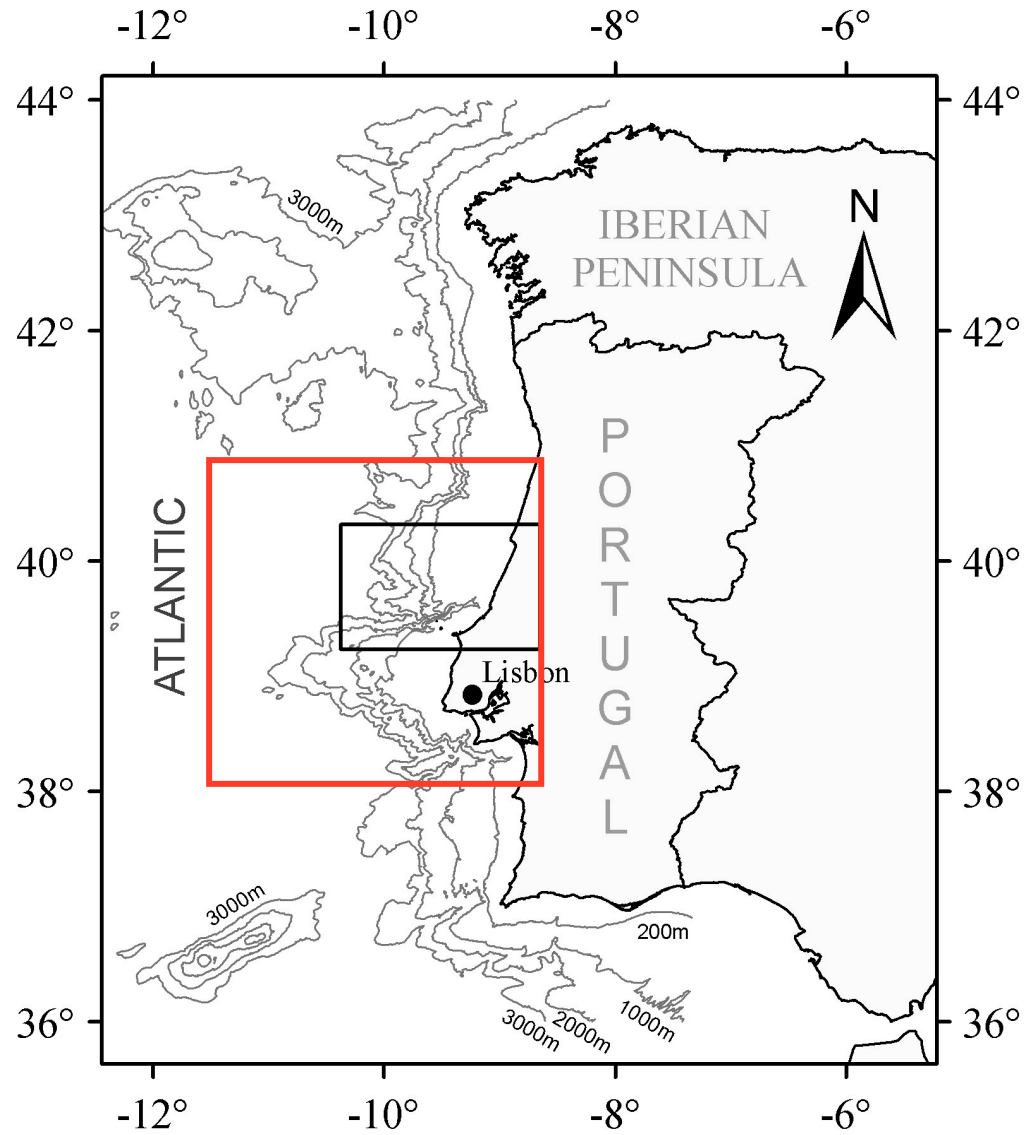 -12° -10° -8° -6°
44° 44°
3000m
N
IBERIAN
PENINSULA
42° 42°
PORTUGAL
ATLANTIC
40° 40°
Lisbon
38° 38°
3000m
200m
36° 36°
3000m 2000m 1000m
-12° -10° -8° -6°